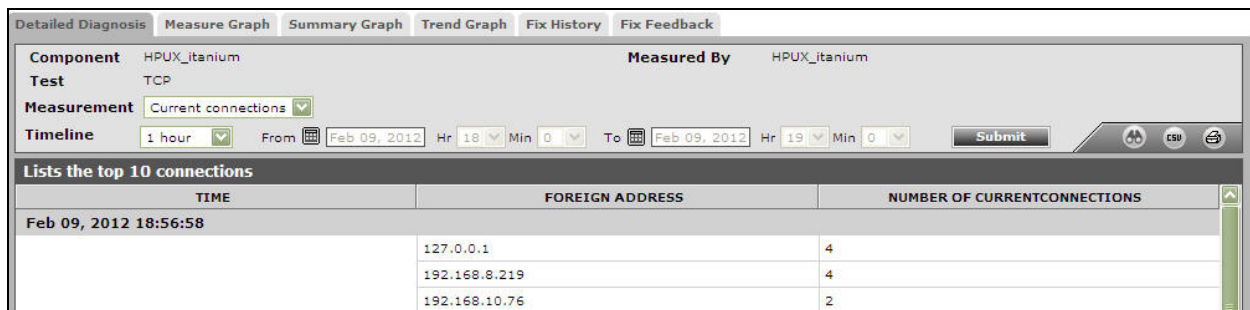 Detailed Diagnosis Measure Graph Summary Graph Trend Graph Fix History Fix Feedback
Component HPUX_itanium Measured By HPUX_itanium
Test TCP
Measurement Current connections
Timeline 1 hour From Feb 09, 2012 Hr 18 Min 0 To Feb 09, 2012 Hr 19 Min 0 Submit CSV
Lists the top 10 connections
TIME FOREIGN ADDRESS NUMBER OF CURRENTCONNECTIONS
Feb 09, 2012 18:56:58
127.0.0.1 4
192.168.8.219 4
192.168.10.76 2